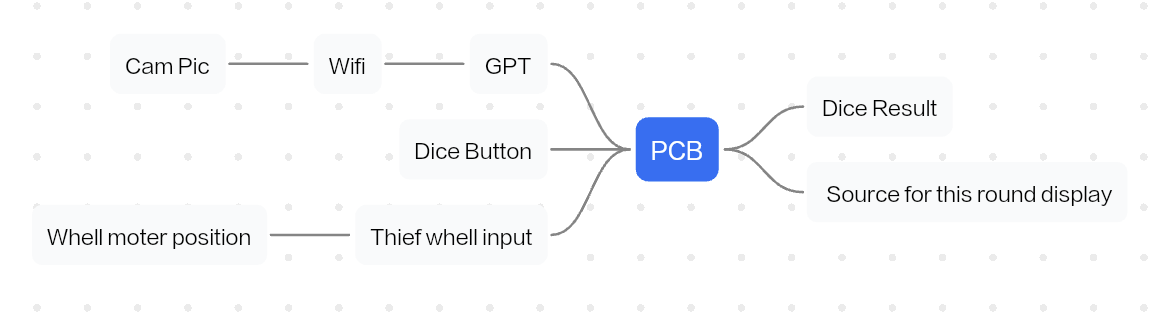 Cam Pic
Wifi
GPT
Dice Button
Whell moter position
Thief whell input
PCB
Dice Result
Source for this round display